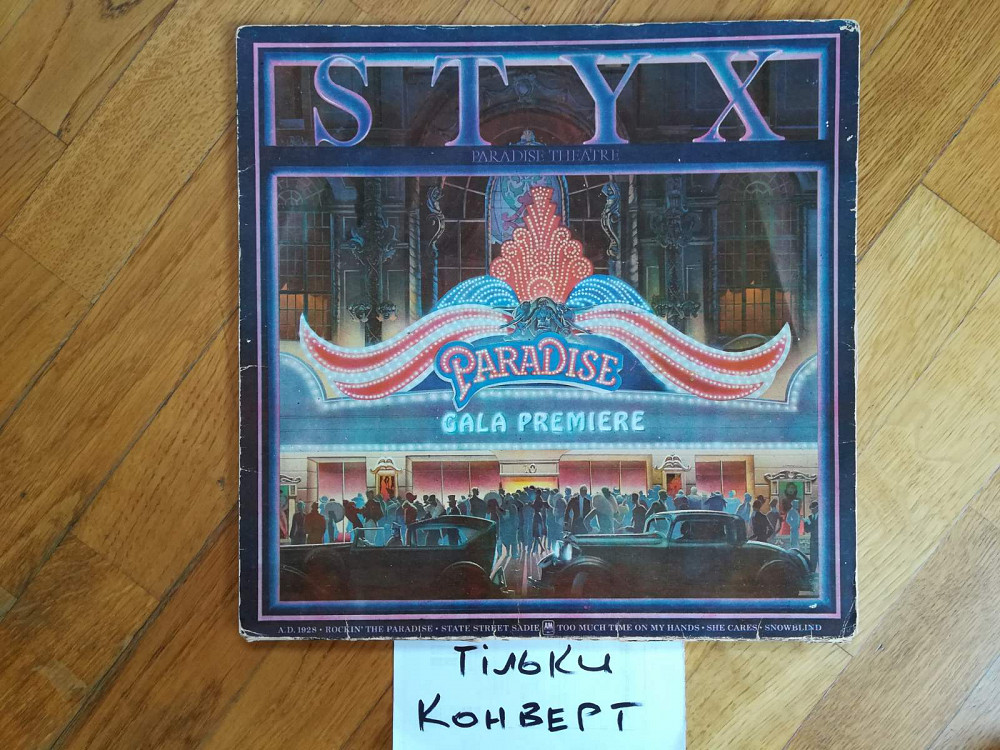 STYX
PARADISE THEATRE
PARADISE
GALA PREMIERE
A.D. 1928 • ROCKIN' THE PARADISE • STATE STREET SADIE A&M TOO MUCH TIME ON MY HANDS • SHE CARES • SNOWBLIND
Тільки
Конверт